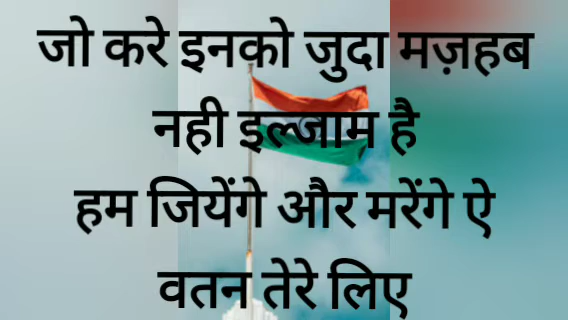 जो करे इनको जुदा मज़हब
नही इल्जाम है
हम जियेंगे और मरेंगे ऐ
वतन तेरे लिए